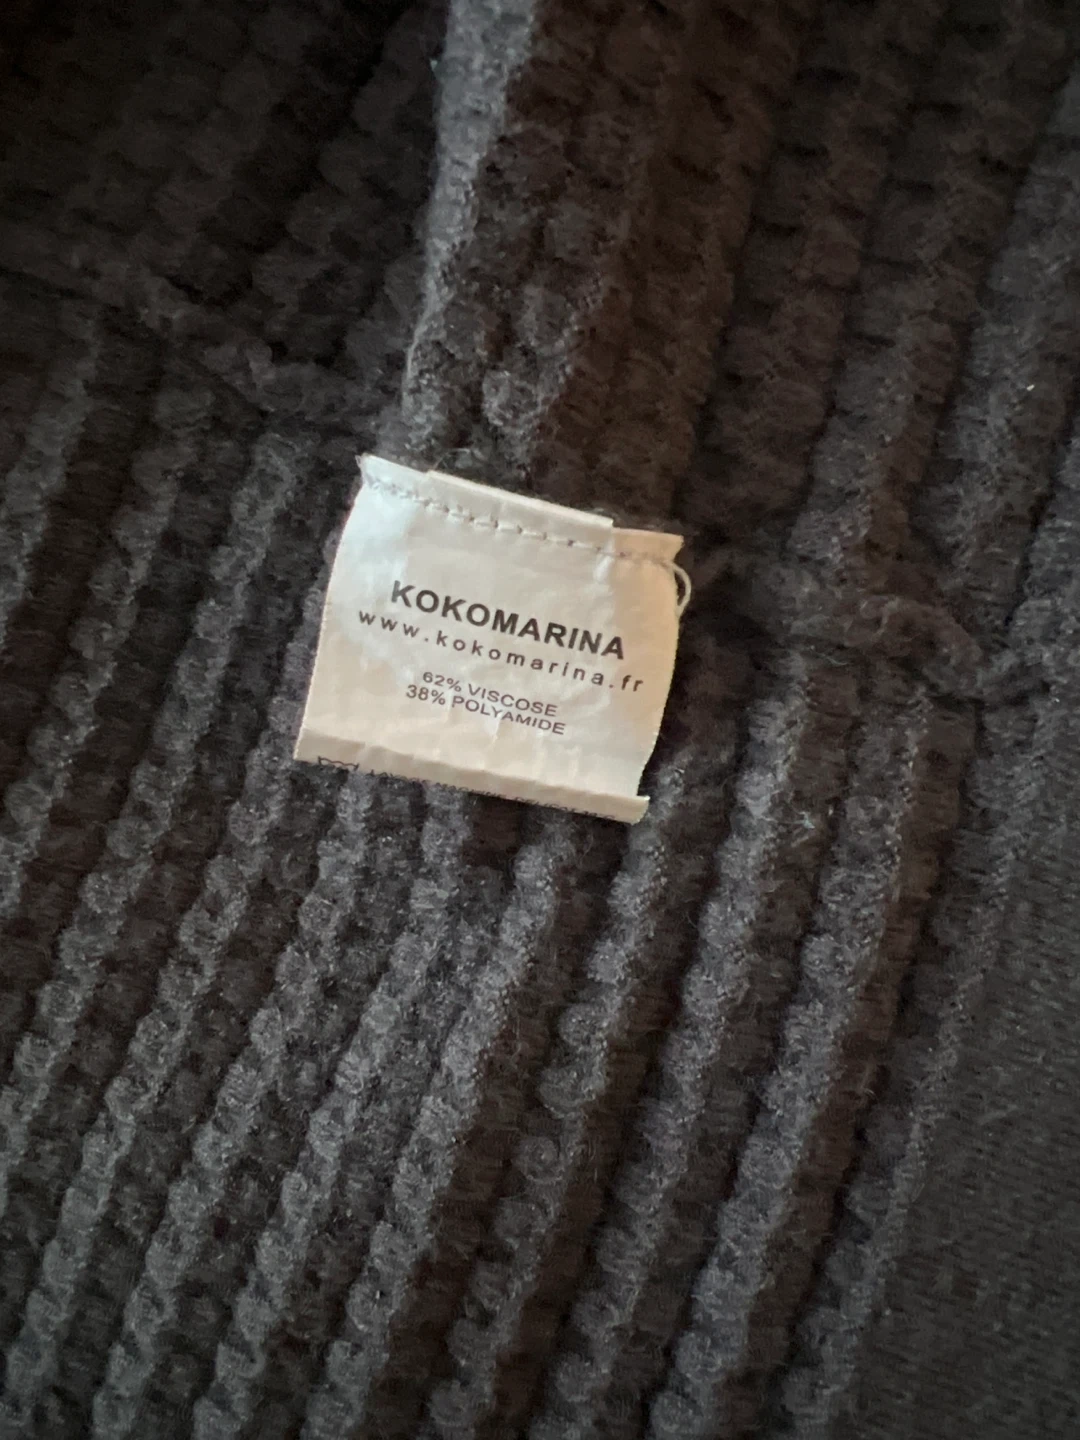 KOKOMARINA
www.kokomarina.fr
62% VISCOSE
38% POLYAMIDE